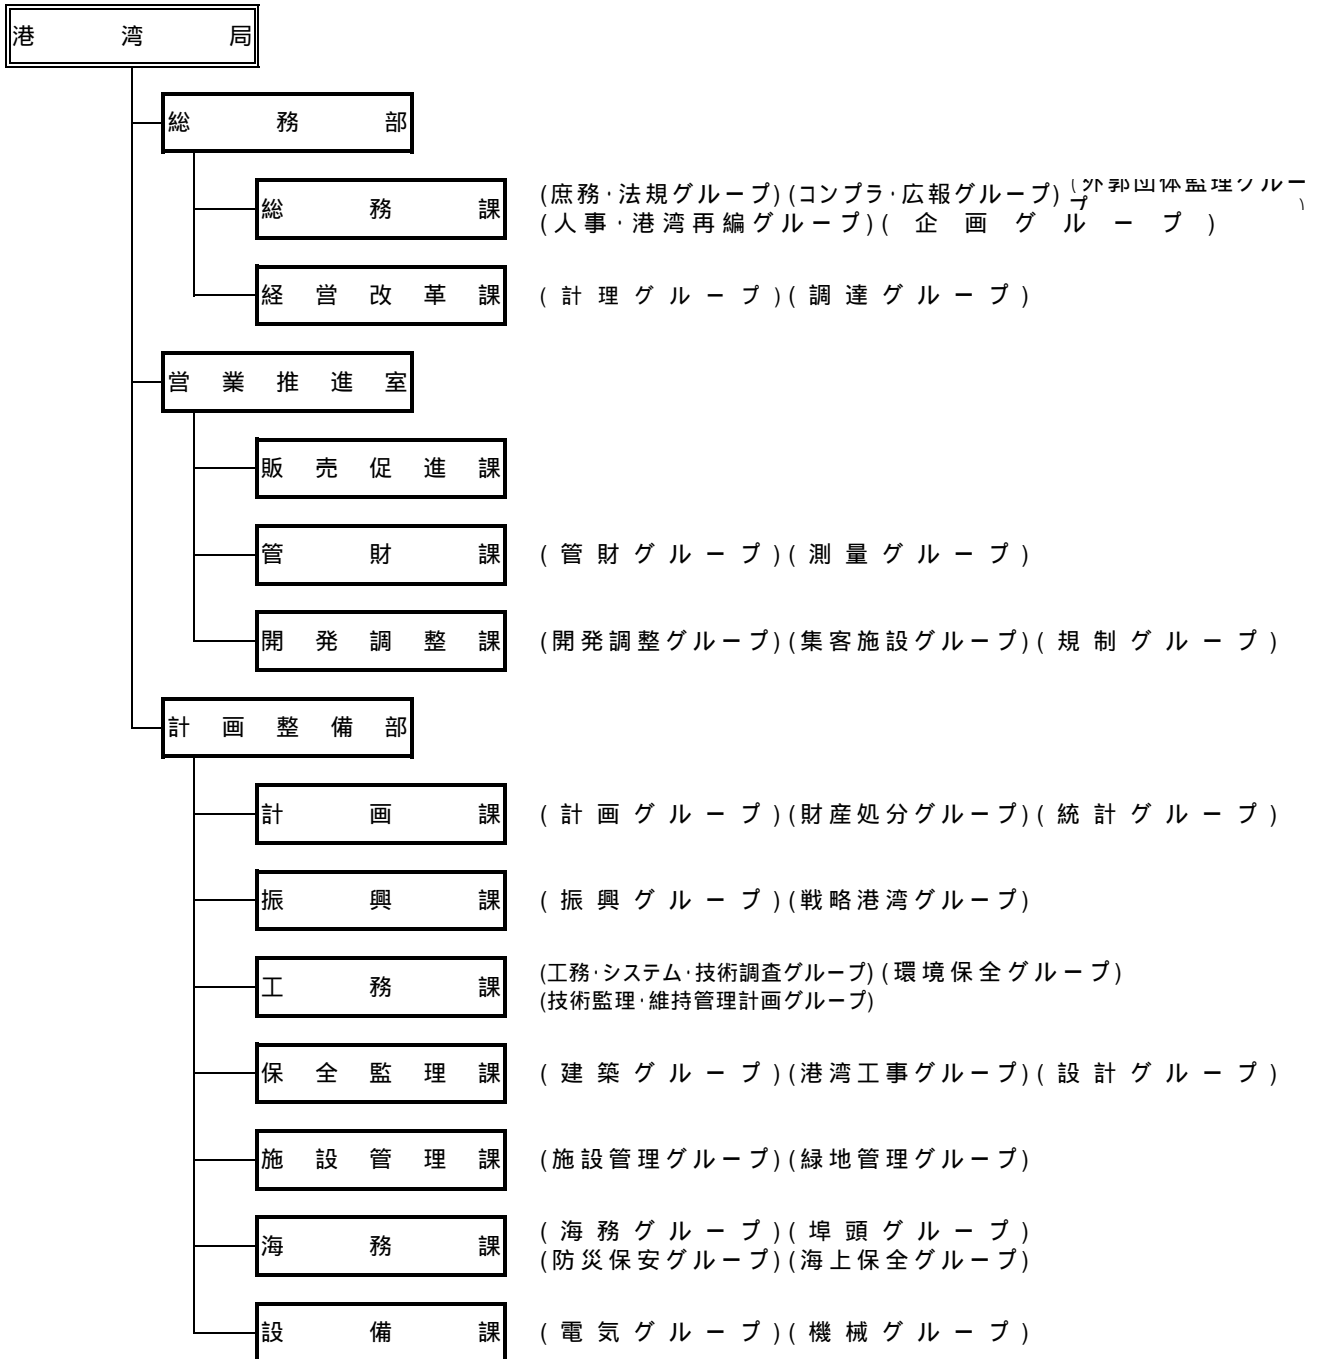 港湾局
総務部
総務課 (庶務・法規グループ)(コンプラ・広報グループ)(外郭団体監理グループ)
(人事・港湾再編グループ)(企画グループ)
経営改革課 (計理グループ)(調達グループ)
営業推進室
販売促進課
管財課 (管財グループ)(測量グループ)
開発調整課 (開発調整グループ)(集客施設グループ)(規制グループ)
計画整備部
計画課 (計画グループ)(財産処分グループ)(統計グループ)
振興課 (振興グループ)(戦略港湾グループ)
工務課 (工務・システム・技術調査グループ)(環境保全グループ)
(技術監理・維持管理計画グループ)
保全監理課 (建築グループ)(港湾工事グループ)(設計グループ)
施設管理課 (施設管理グループ)(緑地管理グループ)
海務課 (海務グループ)(埠頭グループ)
(防災保安グループ)(海上保全グループ)
設備課 (電気グループ)(機械グループ)